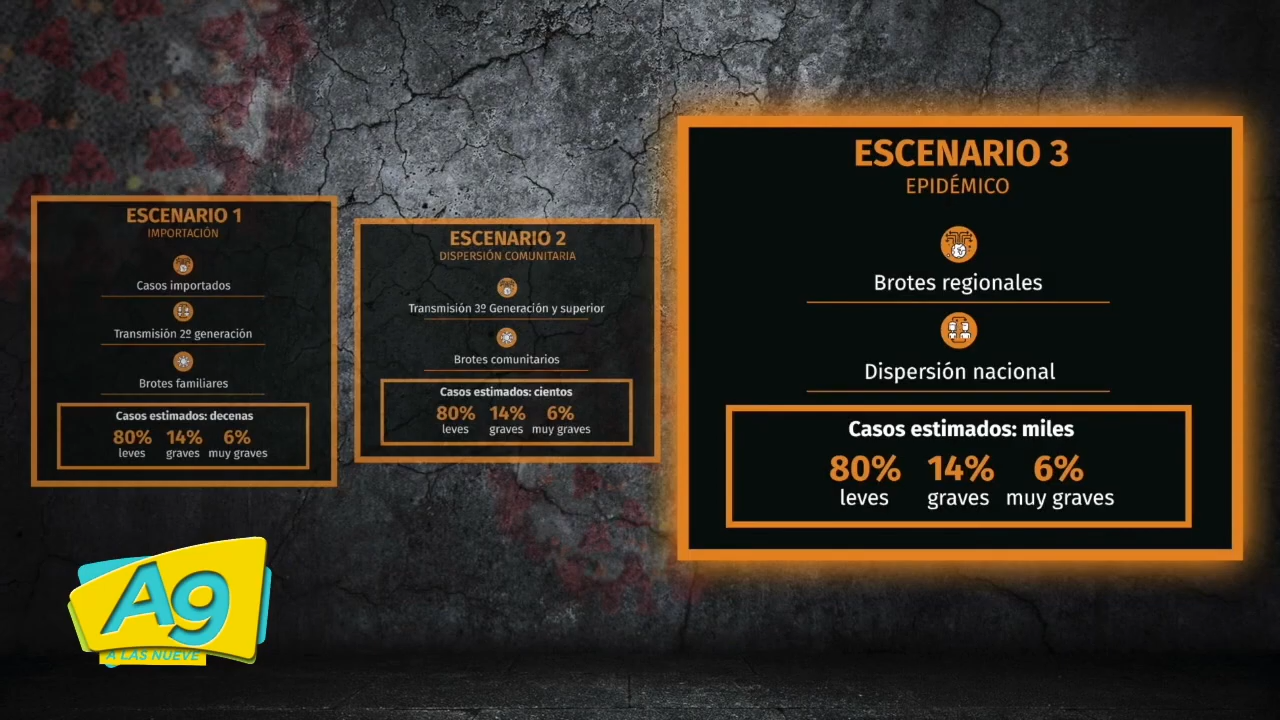 ESCENARIO 1
IMPORTACIÓN
Casos importados
Transmisión 2º generación
Brotes familiares
Casos estimados: decenas
80% 14% 6%
leves graves muy graves
ESCENARIO 2
DISPERSIÓN COMUNITARIA
Transmisión 3º Generación y superior
Brotes comunitarios
Casos estimados: cientos
80% 14% 6%
leves graves muy graves
ESCENARIO 3
EPIDÉMICO
Brotes regionales
Dispersión nacional
Casos estimados: miles
80% 14% 6%
leves graves muy graves
A9
A LAS NUEVE